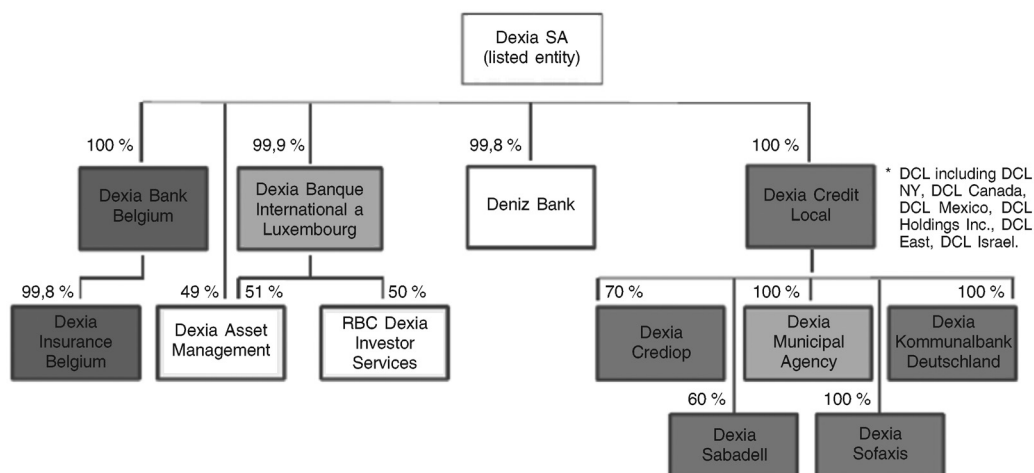 Dexia SA
(listed entity)
100 %
99,9 %
99,8 %
100 %
Dexia Bank
Belgium
Dexia Banque
International a
Luxembourg
Deniz Bank
Dexia Credit
Local
* DCL including DCL
NY, DCL Canada,
DCL Mexico, DCL
Holdings Inc., DCL
East, DCL Israel.
99,8 %
49 %
51 %
50 %
70 %
100 %
100 %
Dexia
Insurance
Belgium
Dexia Asset
Management
RBC Dexia
Investor
Services
Dexia
Crediop
Dexia
Municipal
Agency
Dexia
Kommunalbank
Deutschland
60 %
100 %
Dexia
Sabadell
Dexia
Sofaxis